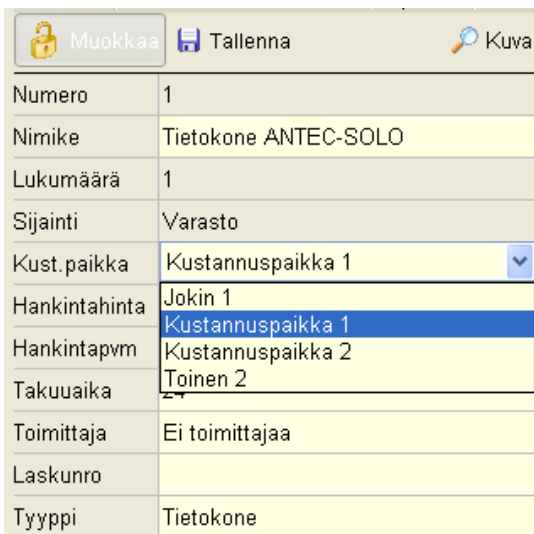 Muokkaa Tallenna Kuva
Numero 1
Nimike Tietokone ANTEC-SOLO
Lukumäärä 1
Sijainti Varasto
Kust.paikka Kustannuspaikka 1
Hankintahinta Jokin 1
Kustannuspaikka 1
Hankintapvm Kustannuspaikka 2
Toinen 2
Takuuaika 24
Toimittaja Ei toimittajaa
Laskunro
Tyyppi Tietokone